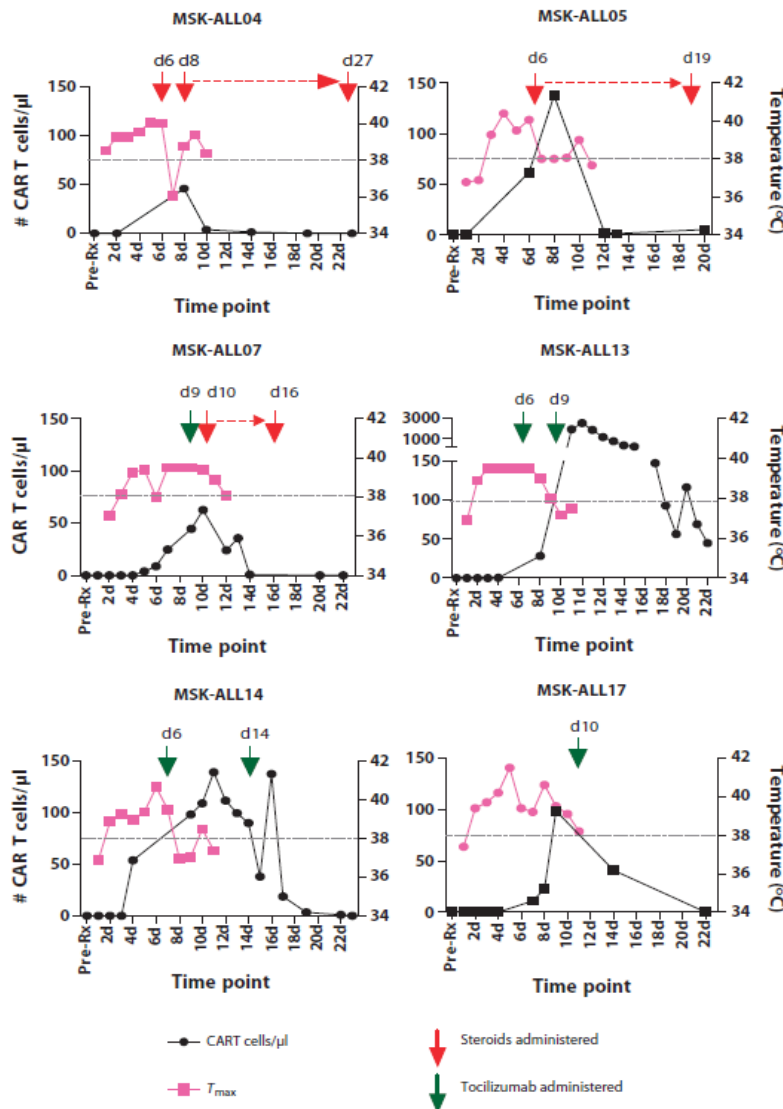 MSK-ALL04
d6 d8 d27
150 42
100 40
38
50 36
0 34
# CAR T cells/µl
Pre-Rx 2d 4d 6d 8d 10d 12d 14d 16d 18d 20d 22d
Time point
MSK-ALL05
d6 d19
150 42
100 40
38
50 36
0 34
Temperature (°C)
Pre-Rx 2d 4d 6d 8d 11d 12d 14d 16d 18d 20d
Time point
MSK-ALL07
d9 d10 d16
150 42
100 40
38
50 36
0 34
CAR T cells/µl
Pre-Rx 2d 4d 6d 8d 10d 12d 14d 16d 18d 20d 22d
Time point
MSK-ALL13
d6 d9
3000 42
1000
150 40
100 38
50 36
0 34
Temperature (°C)
Pre-Rx 2d 4d 6d 8d 11d 12d 14d 16d 18d 20d 22d
Time point
MSK-ALL14
d6 d14
150 42
100 40
38
50 36
0 34
# CAR T cells/µl
Pre-Rx 2d 4d 6d 8d 10d 12d 14d 16d 18d 20d 22d
Time point
MSK-ALL17
d10
150 42
100 40
38
50 36
0 34
Temperature (°C)
Pre-Rx 2d 4d 6d 8d 10d 12d 14d 16d 18d 20d 22d
Time point
CART cells/µl
Steroids administered
Tmax
Tocilizumab administered